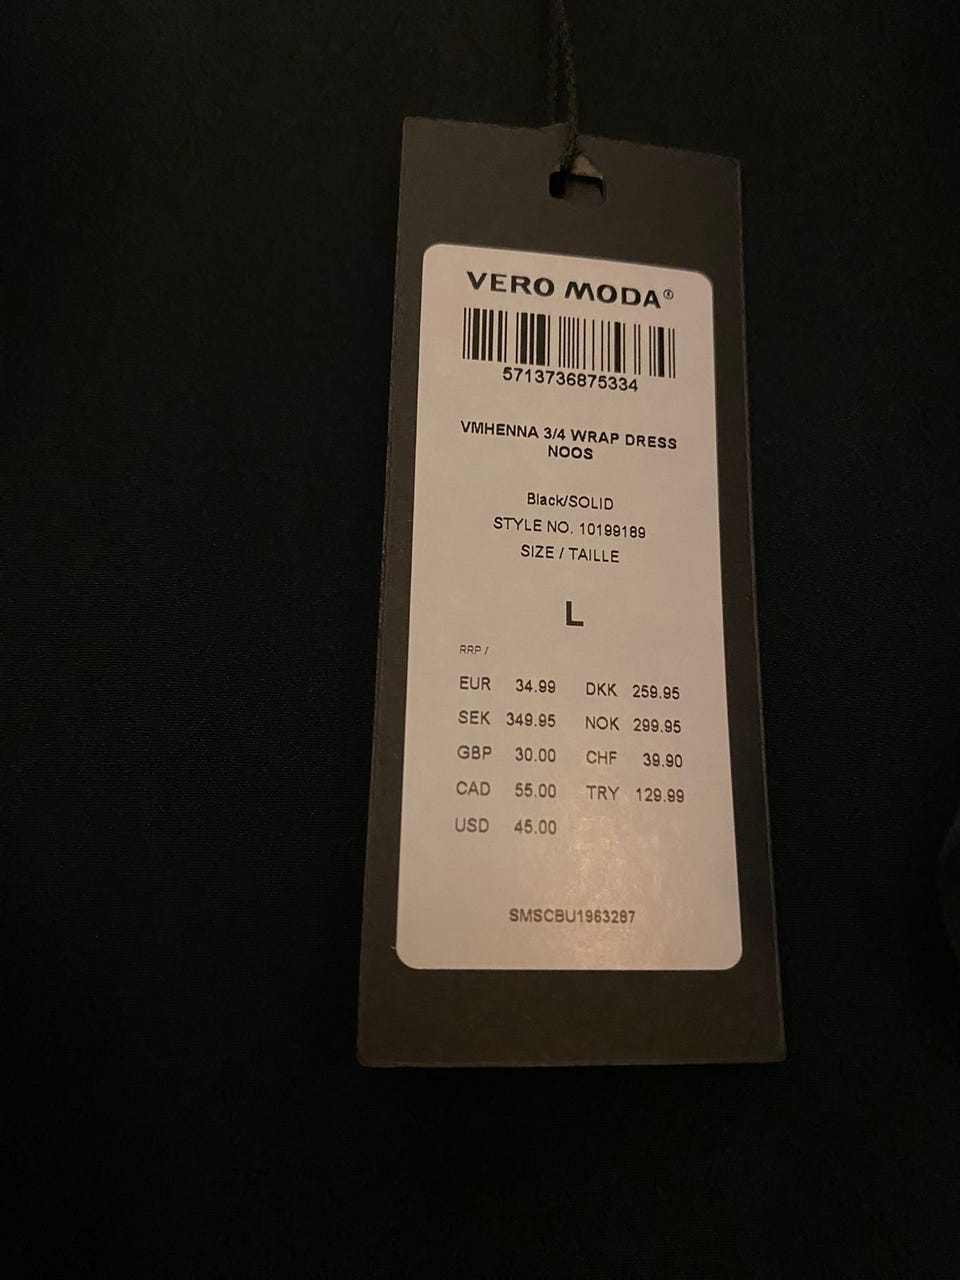 VERO MODA®
5713736875334
VMHENNA 3/4 WRAP DRESS
NOOS
Black/SOLID
STYLE NO. 10199189
SIZE / TAILLE
L
RRP /
EUR 34.99 DKK 259.95
SEK 349.95 NOK 299.95
GBP 30.00 CHF 39.90
CAD 55.00 TRY 129.99
USD 45.00
SMSCBU1963287